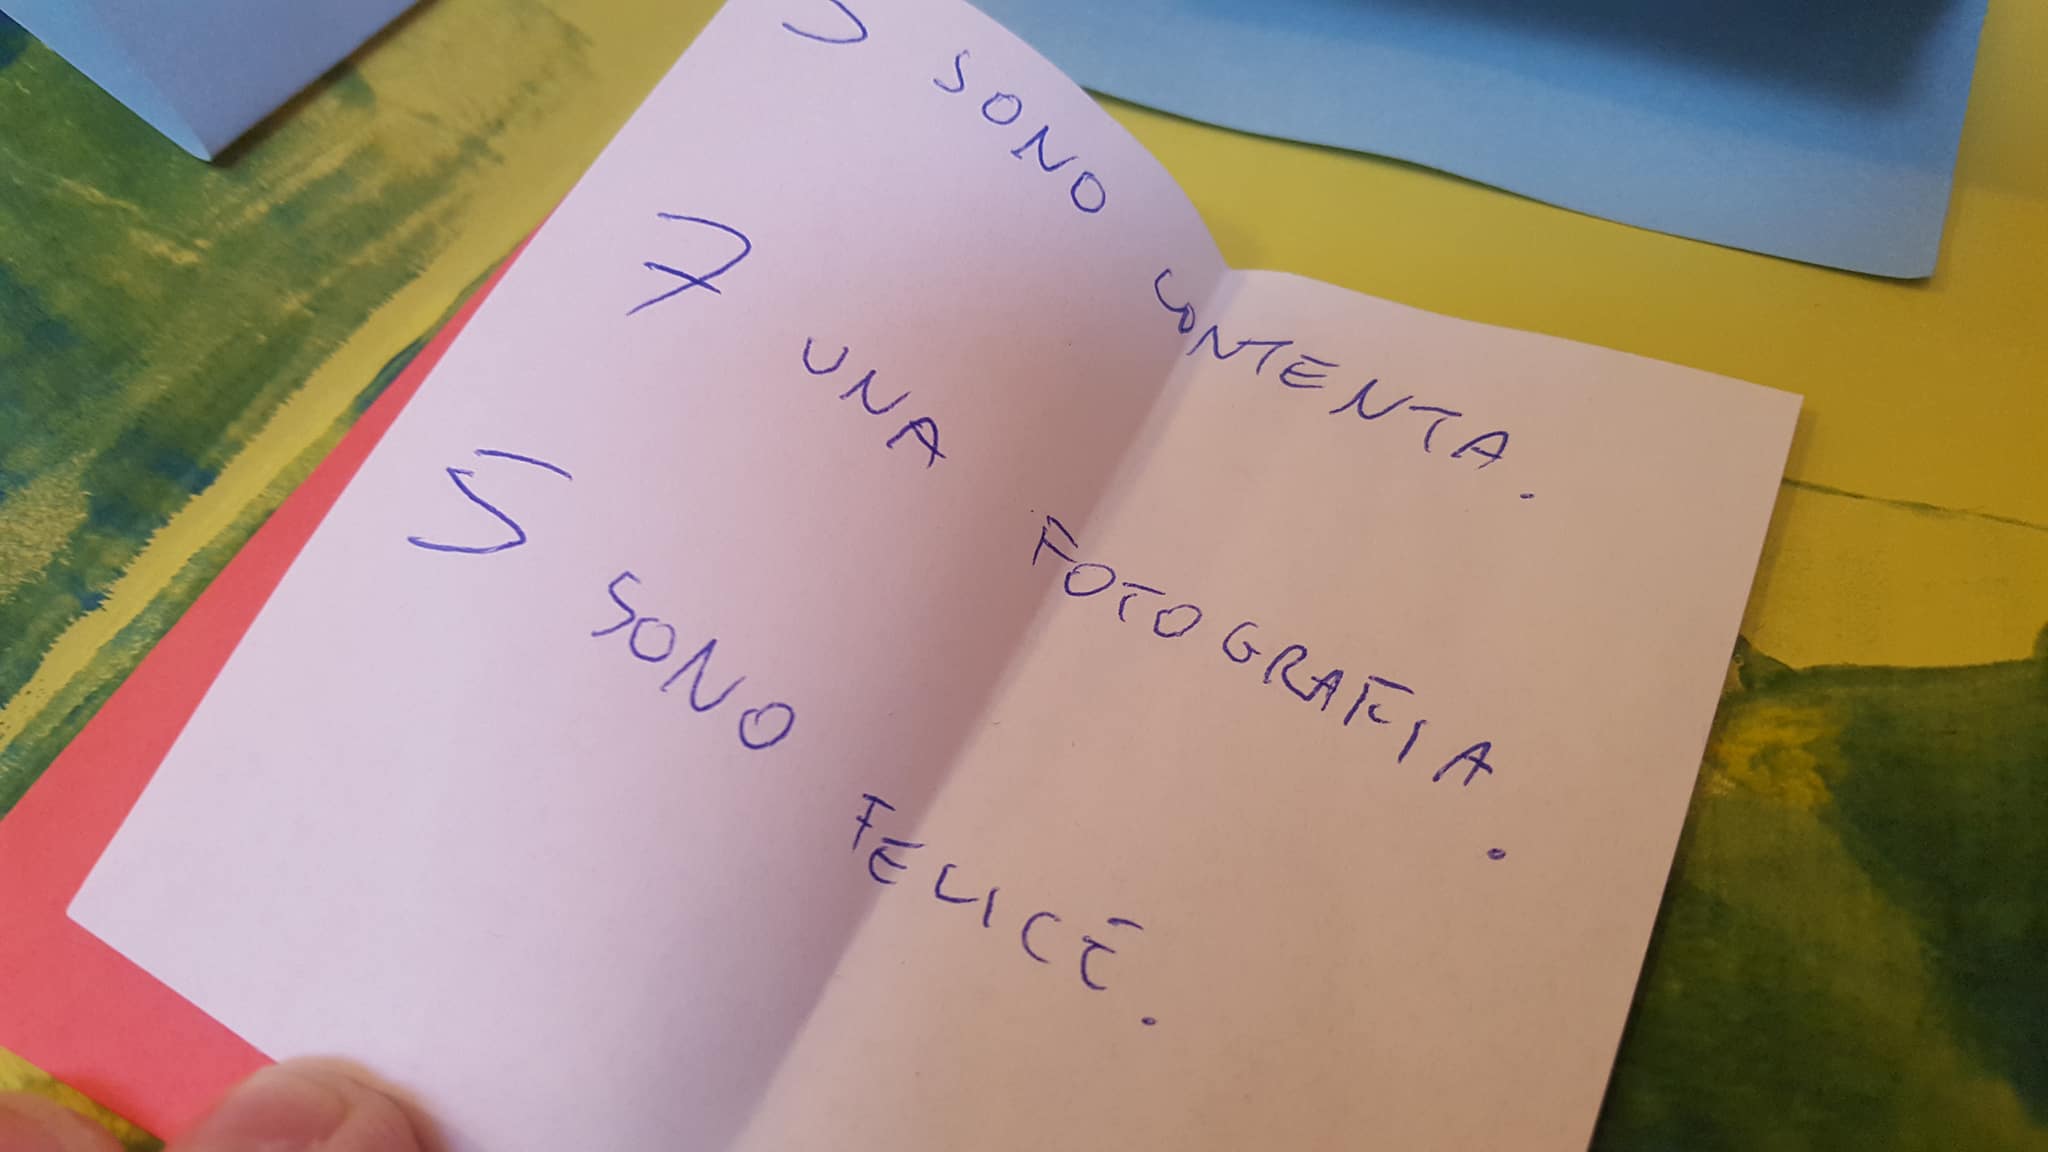 SONO CONTENTA.
7 UNA FOTOGRAFIA.
5 SONO FELICE.